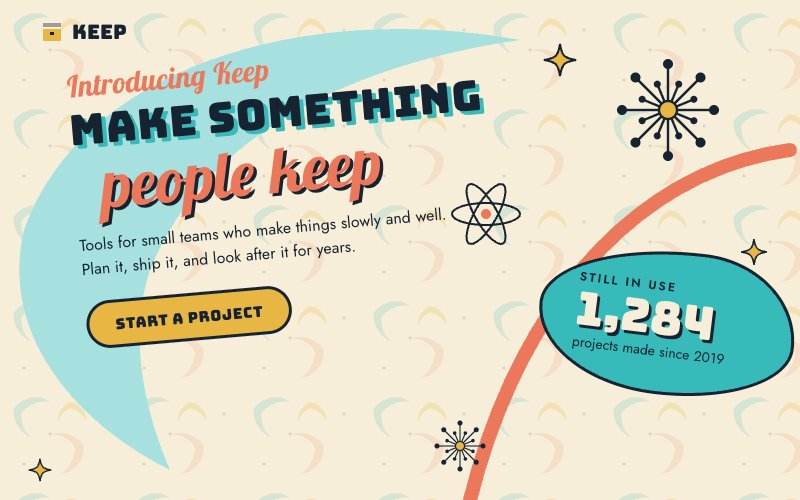 KEEP
Introducing Keep
MAKE SOMETHING
people keep
Tools for small teams who make things slowly and well.
Plan it, ship it, and look after it for years.
START A PROJECT
STILL IN USE
1,284
projects made since 2019